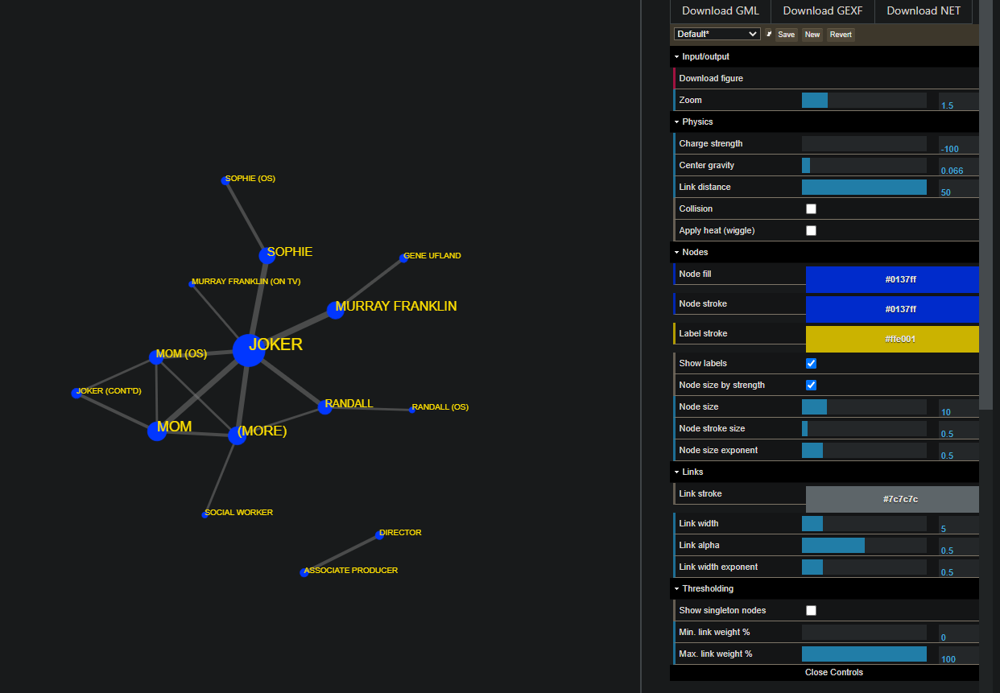 Download GML
Download GEXF
Download NET
Default*
Save
New
Revert
Input/output
Download figure
Zoom
1.5
Physics
Charge strength
-100
Center gravity
0.066
Link distance
50
Collision
Apply heat (wiggle)
Nodes
Node fill
#0137ff
Node stroke
#0137ff
Label stroke
#ffe001
Show labels
Node size by strength
Node size
10
Node stroke size
0.5
Node size exponent
0.5
Links
Link stroke
#7c7c7c
Link width
5
Link alpha
0.5
Link width exponent
0.5
Thresholding
Show singleton nodes
Min. link weight %
0
Max. link weight %
100
Close Controls
SOPHIE (OS)
SOPHIE
GENE UFLAND
MURRAY FRANKLIN (ON TV)
MURRAY FRANKLIN
JOKER
MOM (OS)
JOKER (CONT'D)
RANDALL
RANDALL (OS)
MOM
(MORE)
SOCIAL WORKER
DIRECTOR
ASSOCIATE PRODUCER